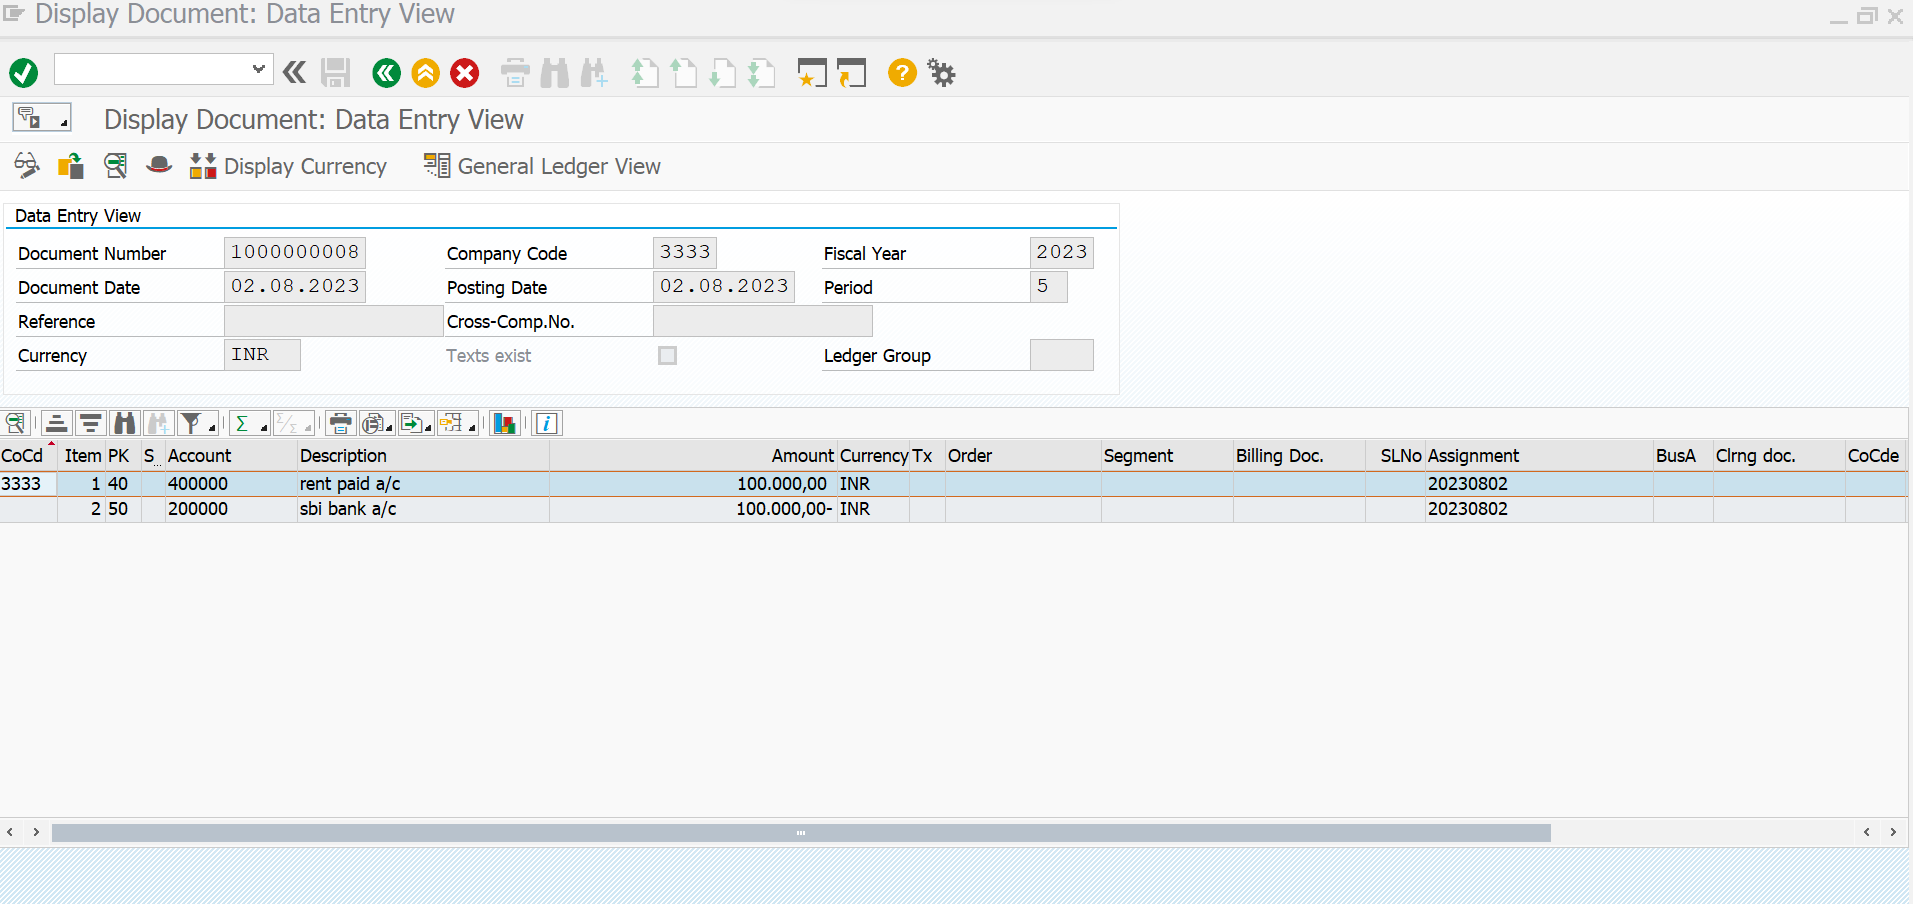 Display Document: Data Entry View
Display Document: Data Entry View
Display Currency General Ledger View
Data Entry View
Document Number 1000000008 Company Code 3333 Fiscal Year 2023
Document Date 02.08.2023 Posting Date 02.08.2023 Period 5
Reference Cross-Comp.No.
Currency INR Texts exist Ledger Group
CoCd Item PK S... Account Description Amount Currency Tx Order Segment Billing Doc. SLNo Assignment BusA Clrng doc. CoCde
3333 1 40 400000 rent paid a/c 100.000,00 INR 20230802
2 50 200000 sbi bank a/c 100.000,00- INR 20230802